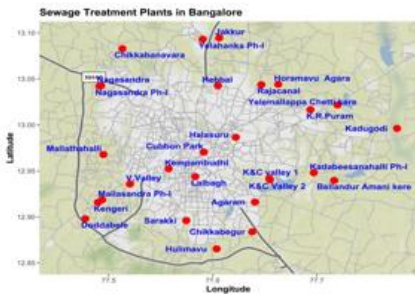 Sewage Treatment Plants in Bangalore
13.10
13.05
13.00
12.95
12.90
12.85
Latitude
Jakkur
Yelahanka Ph-I
Chikkabanavara
Nagasandra
Nagasandra Ph-I
Hebbal
Horamavu Agara
Rajacanal
Yelemallappa Chetti kere
K.R.Puram
Kadugodi
Halasuru
Mallathahalli
Cubbon Park
Kempambudhi
V.Valley
Lalbagh
K&C valley 1
K&C Valley 2
Kadabeesanahalli Ph-I
Bellandur Amani kere
Mailasandra Ph-I
Kengeri
Doddabele
Sarakki
Agaram
Chikkabegur
Hulimavu
77.5
77.6
77.7
Longitude